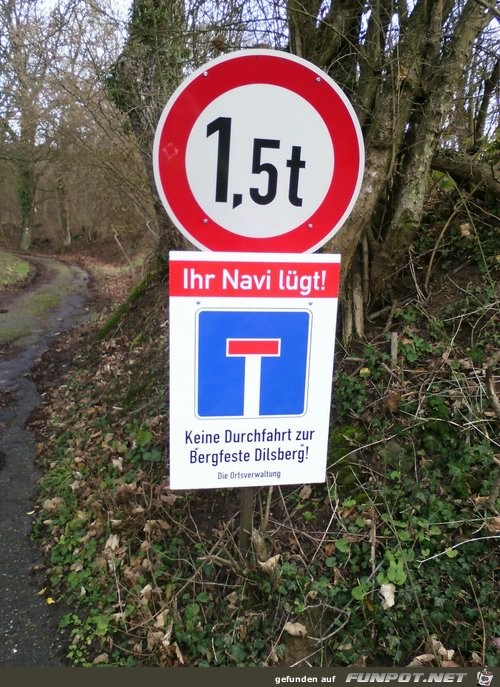 1,5t
Ihr Navi lügt!
Keine Durchfahrt zur
Bergfeste Dilsberg!
Die Ortsverwaltung
gefunden auf FUNPOT.NET